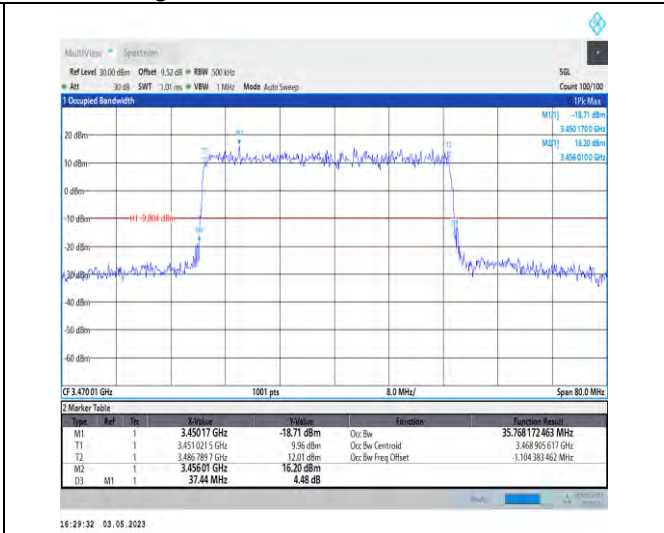 MultiView Spectrum
Ref Level 30.00 dBm Offset 9.52 dB RBW 500 kHz SGL
Att 30 dB SWT 1.01 ms VBW 1 MHz Mode Auto Sweep Count 100/100
1 Occupied Bandwidth 1Pk Max
M1[1] -18.71 dBm
3.450 1700 GHz
M2[1] 16.20 dBm
3.456 0100 GHz
20 dBm
10 dBm
0 dBm
-10 dBm H1 -9.804 dBm
-20 dBm
-30 dBm
-40 dBm
-50 dBm
-60 dBm
CF 3.470 01 GHz 1001 pts 8.0 MHz/ Span 80.0 MHz
2 Marker Table
Type Ref Trc X-Value Y-Value Function Function Result
M1 1 3.45017 GHz -18.71 dBm Occ Bw 35.768 172 463 MHz
T1 1 3.451 021 5 GHz 9.96 dBm Occ Bw Centroid 3.468 905 617 GHz
T2 1 3.486 789 7 GHz 12.01 dBm Occ Bw Freq Offset -1.104 383 462 MHz
M2 1 3.45601 GHz 16.20 dBm
D3 M1 1 37.44 MHz 4.48 dB
16:29:32 03.05.2023